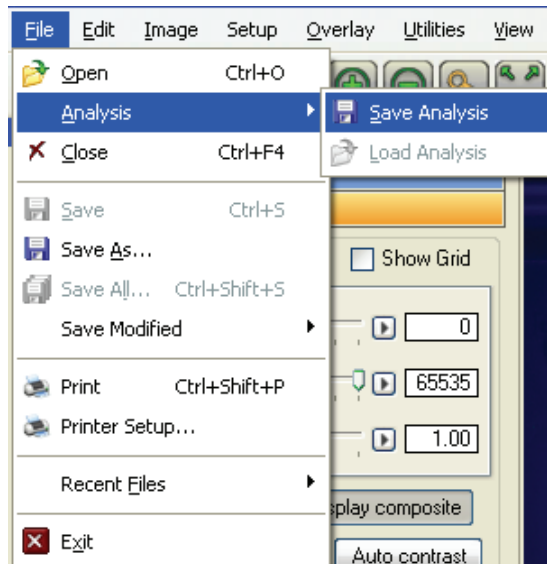 File Edit Image Setup Overlay Utilities View
Open Ctrl+O
Analysis
Save Analysis
Close Ctrl+F4
Load Analysis
Save Ctrl+S
Save As...
Show Grid
Save All... Ctrl+Shift+S
Save Modified
0
Print Ctrl+Shift+P
65535
Printer Setup...
1.00
Recent Files
splay composite
Exit
Auto contrast